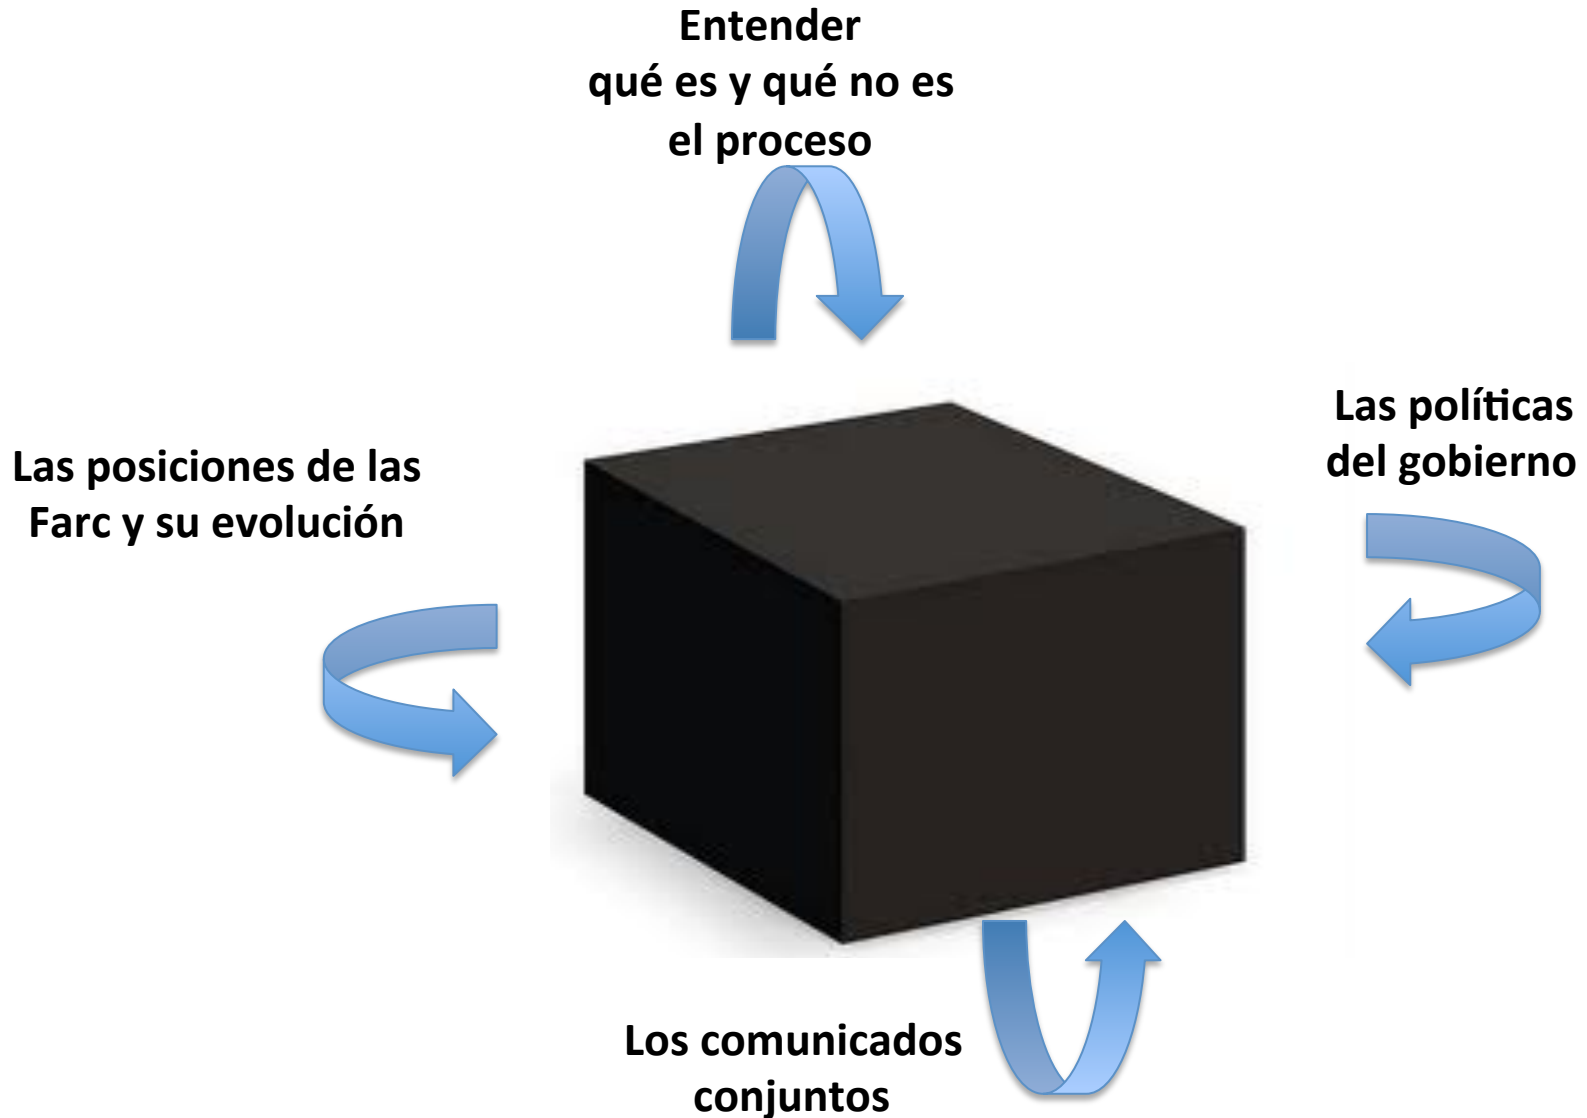 Entender
qué es y qué no es
el proceso
Las políticas
del gobierno
Las posiciones de las
Farc y su evolución
Los comunicados
conjuntos